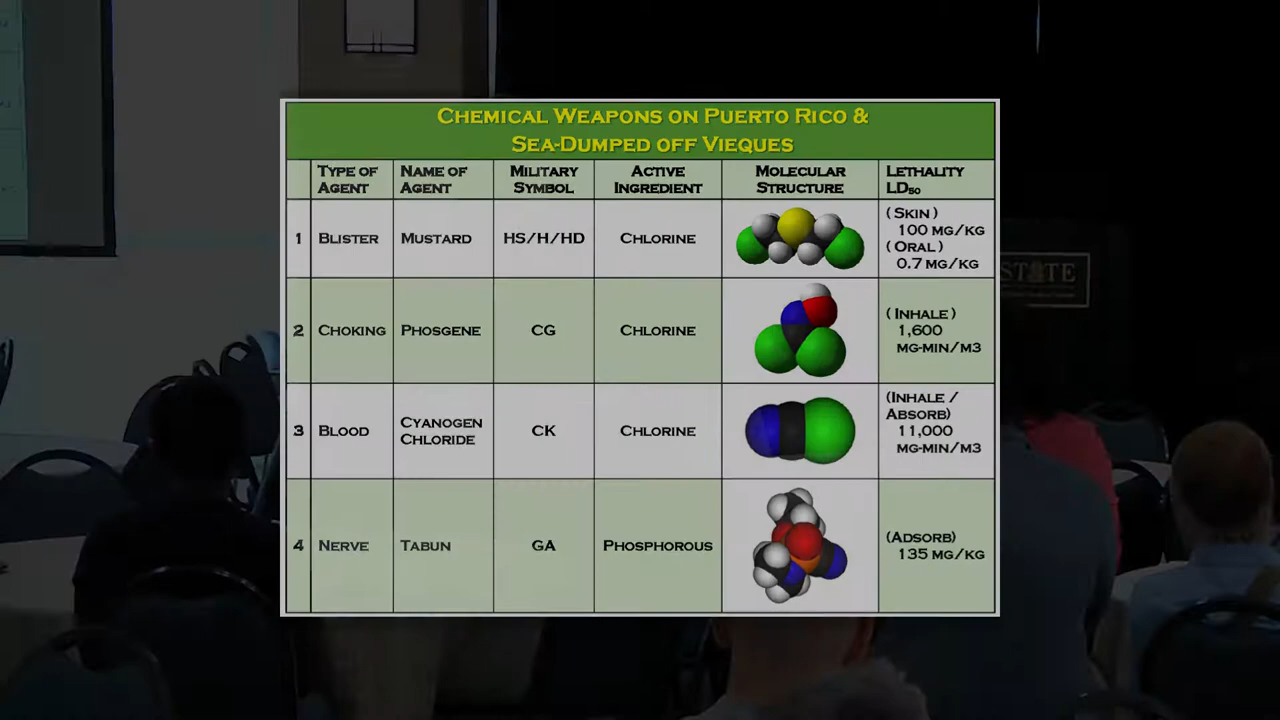 CHEMICAL WEAPONS ON PUERTO RICO &
SEA-DUMPED OFF VIEQUES
TYPE OF AGENT NAME OF AGENT MILITARY SYMBOL ACTIVE INGREDIENT MOLECULAR STRUCTURE LETHALITY LD50
1 BLISTER MUSTARD HS/H/HD CHLORINE (SKIN) 100 MG/KG (ORAL) 0.7 MG/KG
2 CHOKING PHOSGENE CG CHLORINE (INHALE) 1,600 MG-MIN/M3
3 BLOOD CYANOGEN CHLORIDE CK CHLORINE (INHALE / ABSORB) 11,000 MG-MIN/M3
4 NERVE TABUN GA PHOSPHOROUS (ADSORB) 135 MG/KG
STATE